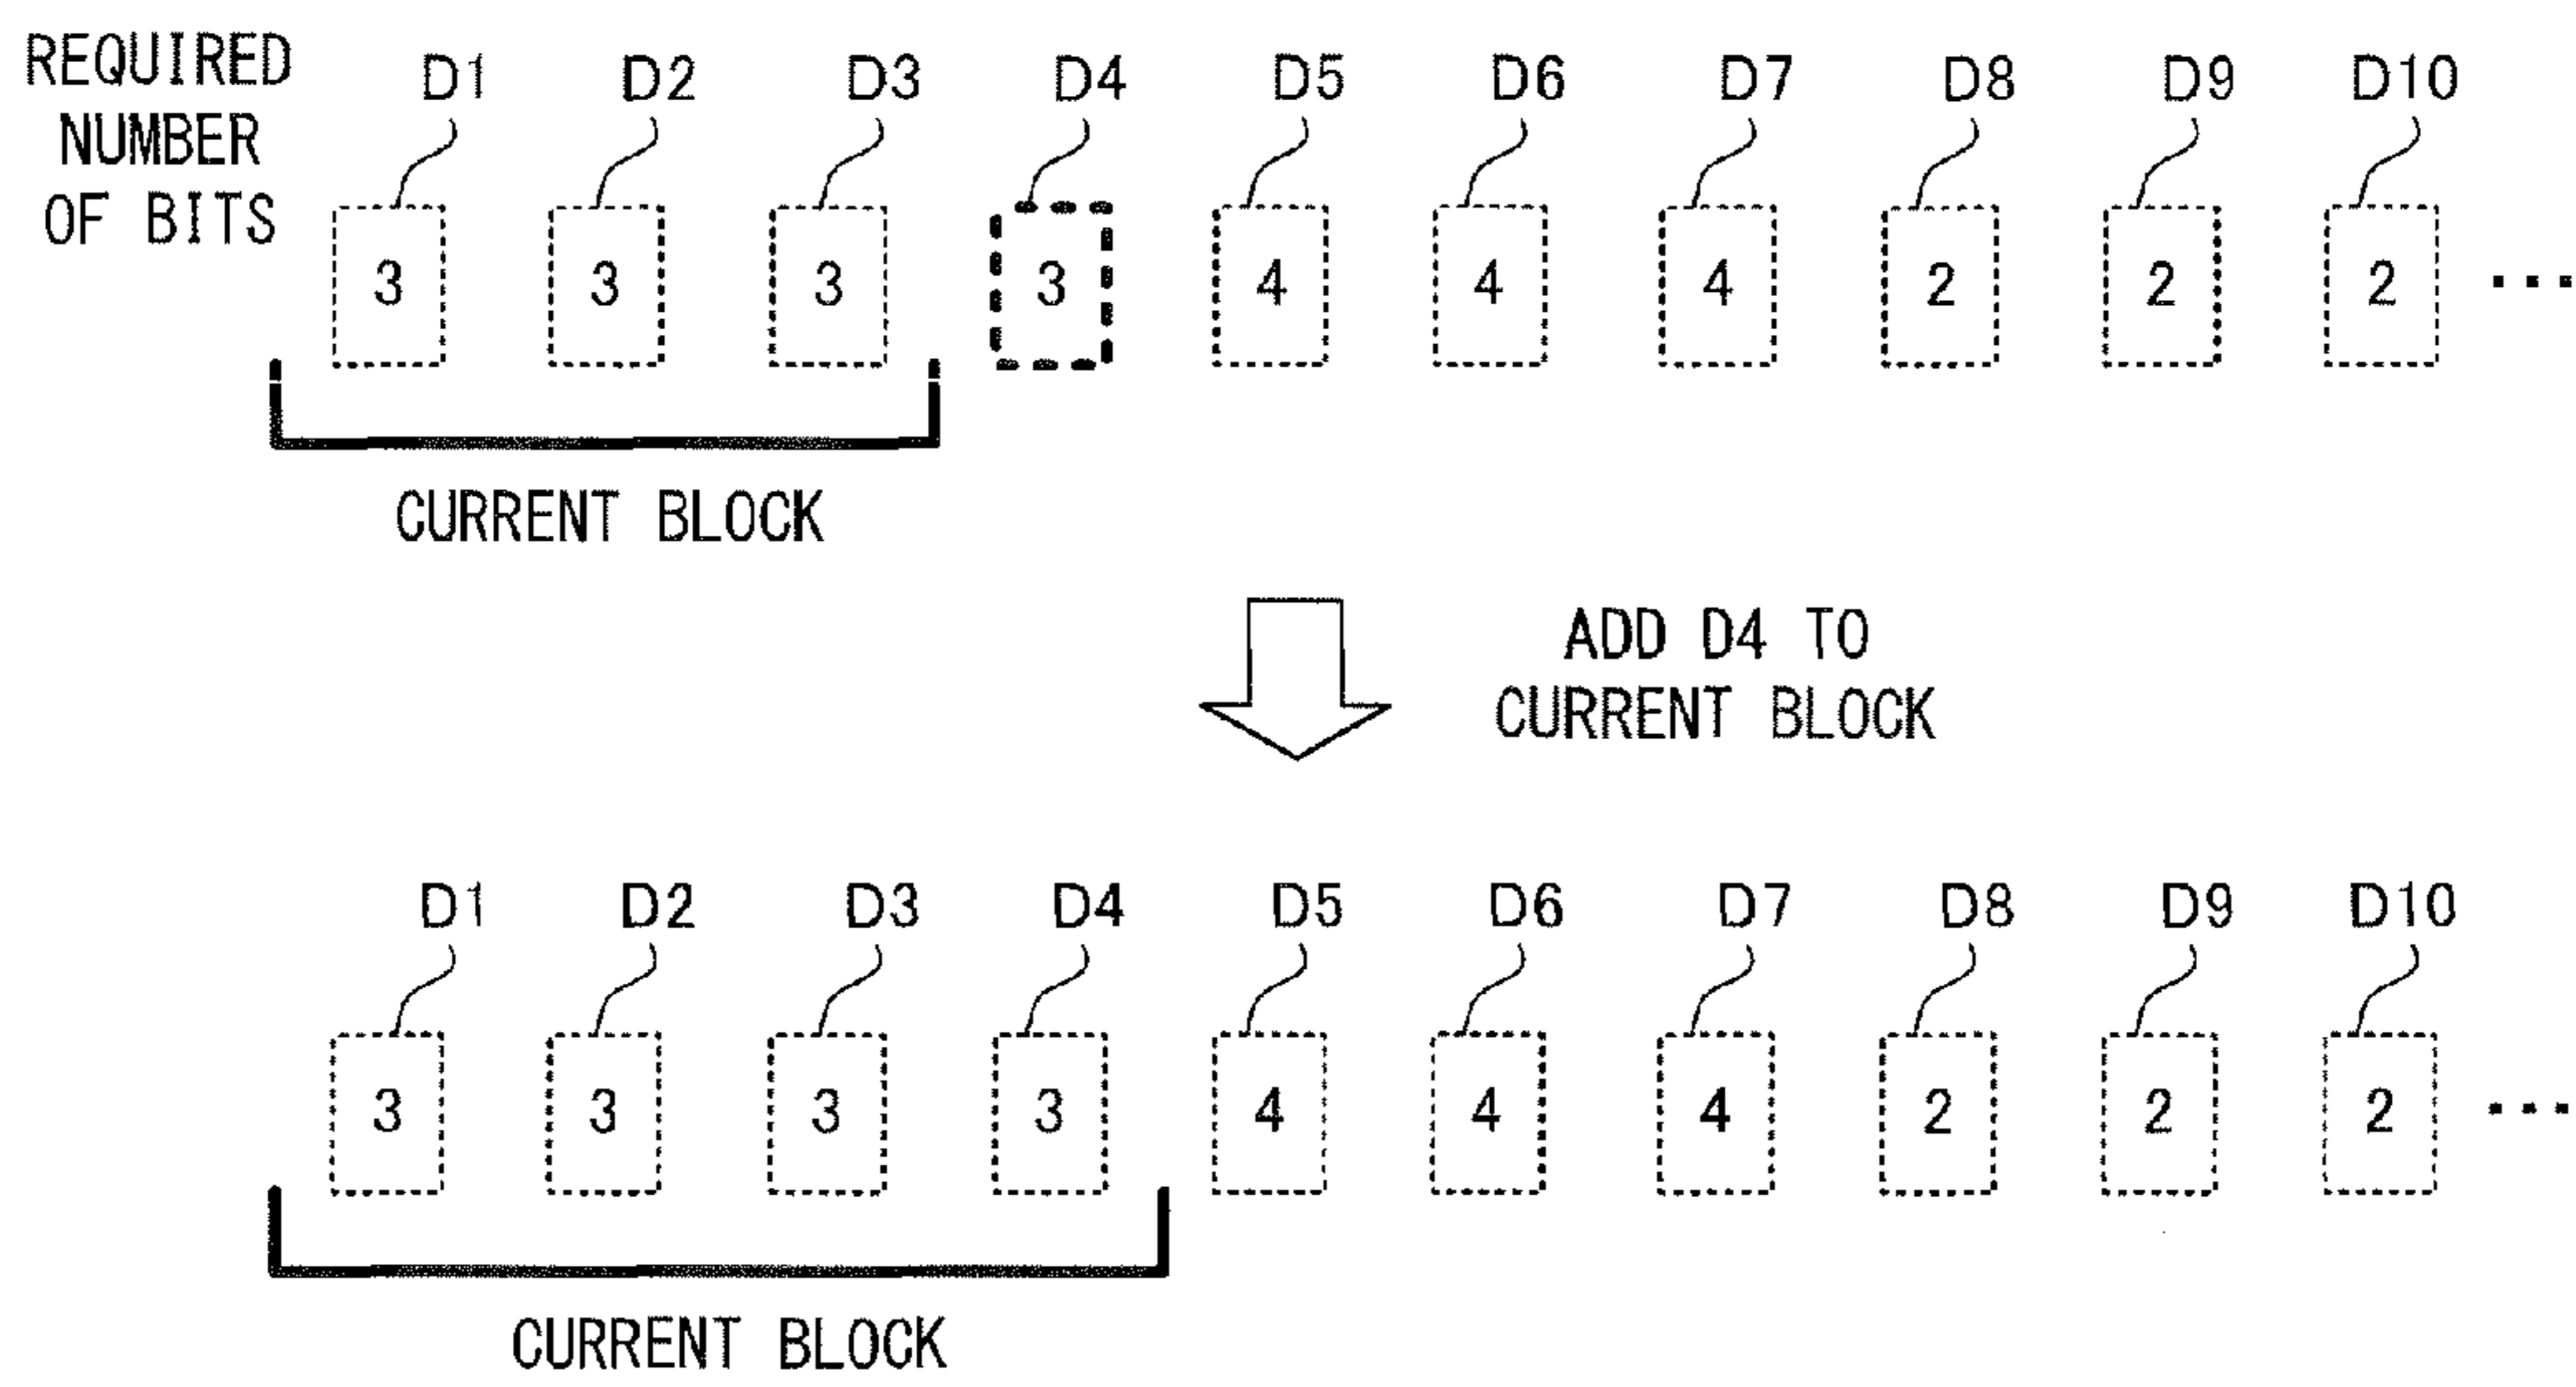 REQUIRED
NUMBER
OF BITS
D1 D2 D3 D4 D5 D6 D7 D8 D9 D10
3 3 3 3 4 4 4 2 2 2 ...
CURRENT BLOCK
ADD D4 TO
CURRENT BLOCK
D1 D2 D3 D4 D5 D6 D7 D8 D9 D10
3 3 3 3 4 4 4 2 2 2 ...
CURRENT BLOCK